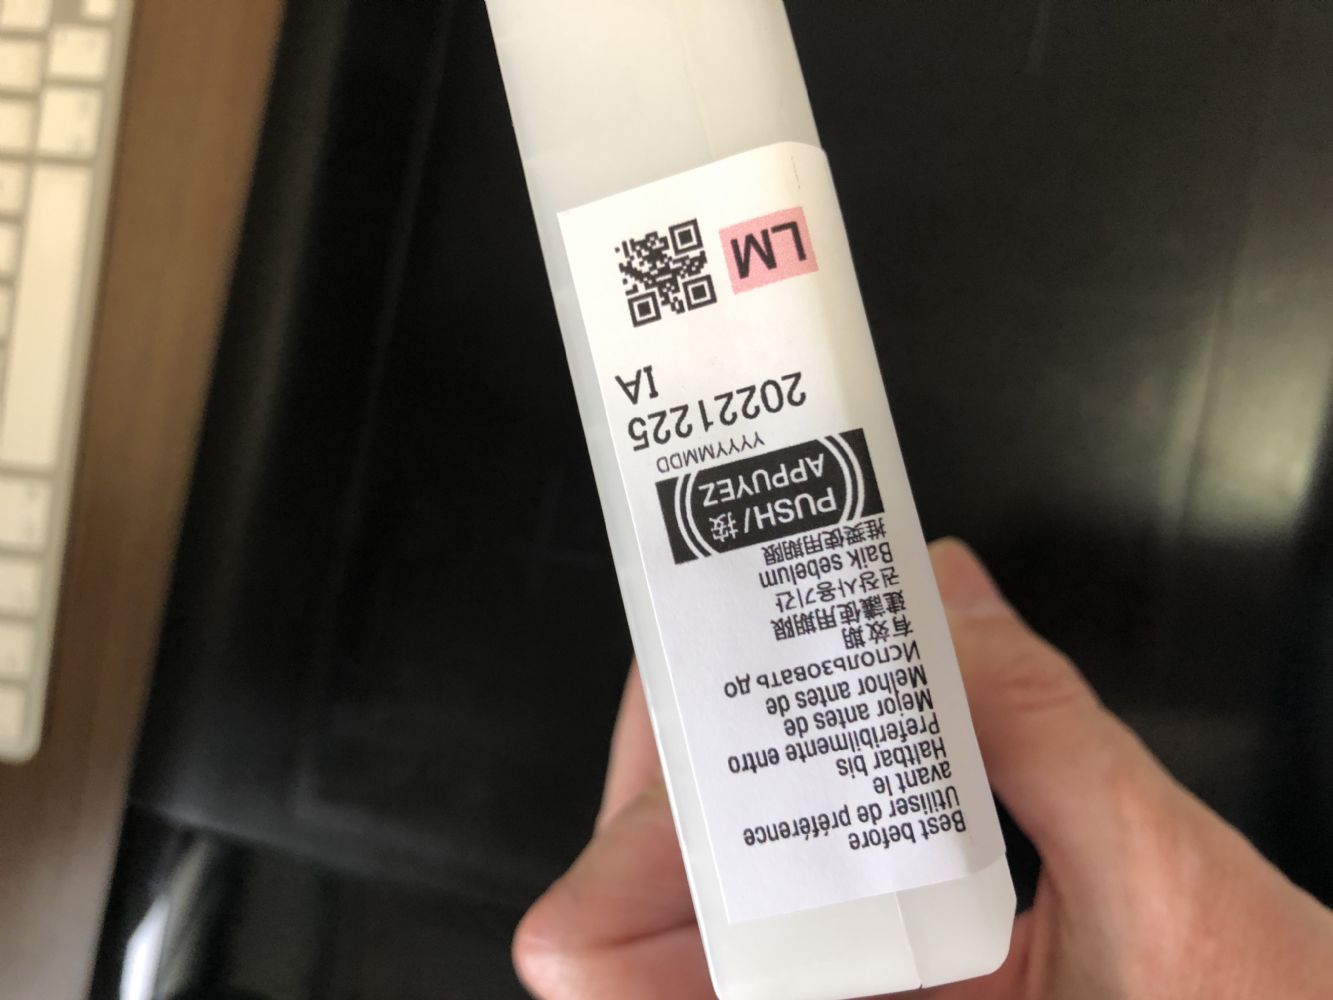 Best before
Utiliser de préférence
avant le
Haltbar bis
Preferibilmente entro
Mejor antes de
Melhor antes de
Использовать до
有效期
建議使用期限
권장사용기간
Baik sebelum
推奨使用期限
PUSH/按
APPUYEZ
YYYYMMDD
20221225
IA
LM